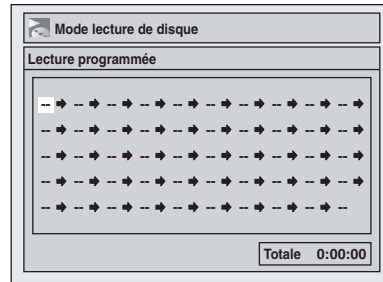 Mode lecture de disque
Lecture programmée
-- ➡ -- ➡ -- ➡ -- ➡ -- ➡ -- ➡ -- ➡ -- ➡ -- ➡ -- ➡
-- ➡ -- ➡ -- ➡ -- ➡ -- ➡ -- ➡ -- ➡ -- ➡ -- ➡ -- ➡
-- ➡ -- ➡ -- ➡ -- ➡ -- ➡ -- ➡ -- ➡ -- ➡ -- ➡ -- ➡
-- ➡ -- ➡ -- ➡ -- ➡ -- ➡ -- ➡ -- ➡ -- ➡ -- ➡ -- ➡
-- ➡ -- ➡ -- ➡ -- ➡ -- ➡ -- ➡ -- ➡ -- ➡ -- ➡ --
Totale 0:00:00